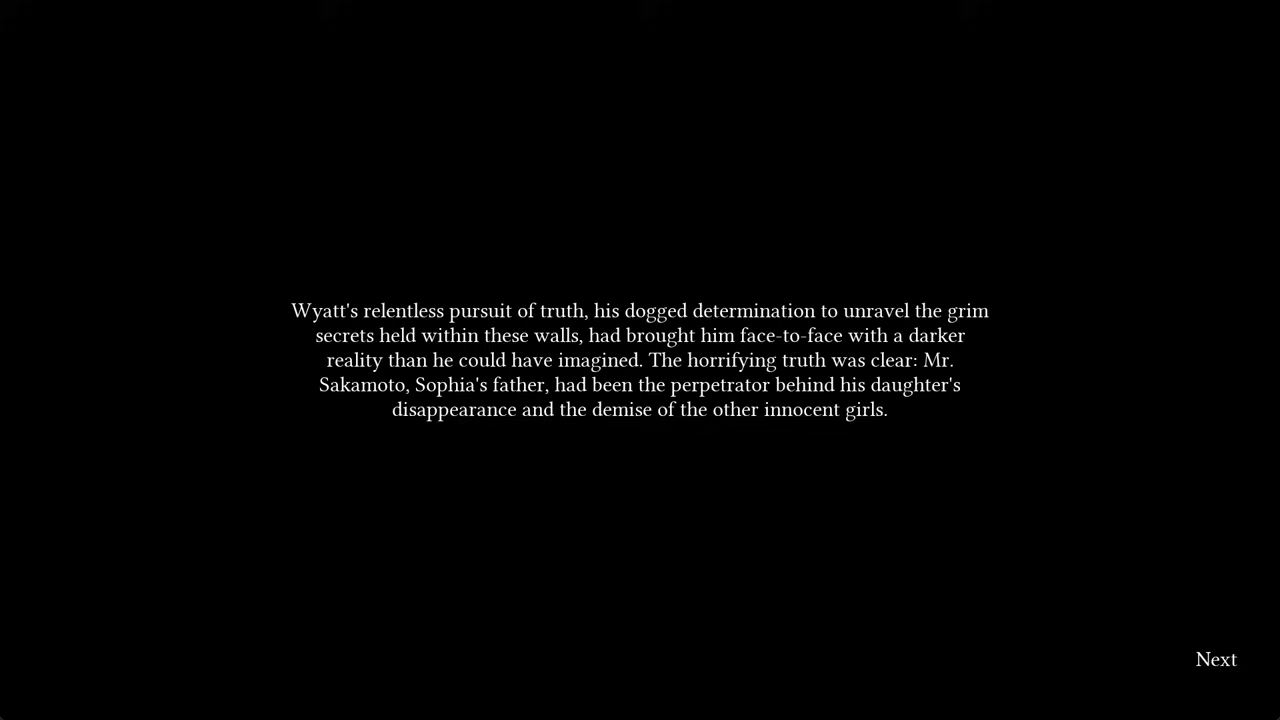 Wyatt's relentless pursuit of truth, his dogged determination to unravel the grim
secrets held within these walls, had brought him face-to-face with a darker
reality than he could have imagined. The horrifying truth was clear: Mr.
Sakamoto, Sophia's father, had been the perpetrator behind his daughter's
disappearance and the demise of the other innocent girls.
Next